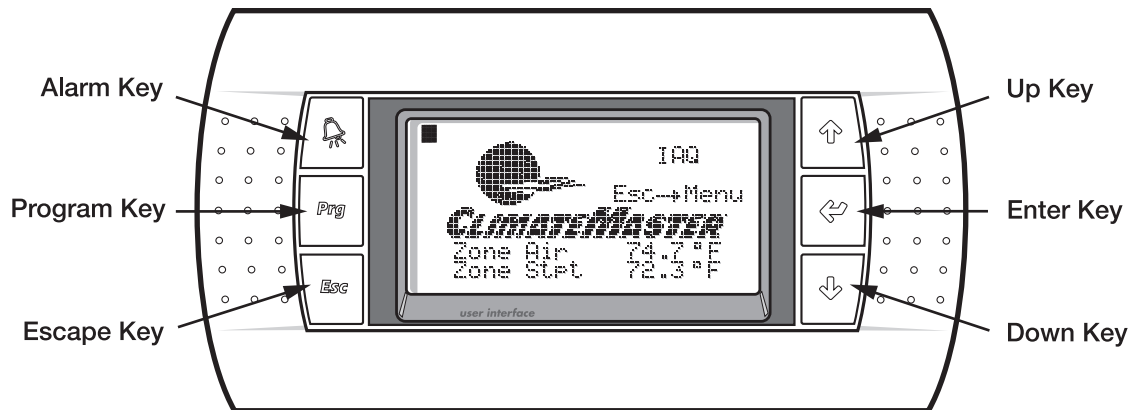 Alarm Key
Up Key
IAQ
Esc→Menu
Program Key
Prg
Enter Key
CLIMATEMASTER
Zone Air 74.7°F
Zone Stpt 72.3°F
Esc
Escape Key
user interface
Down Key